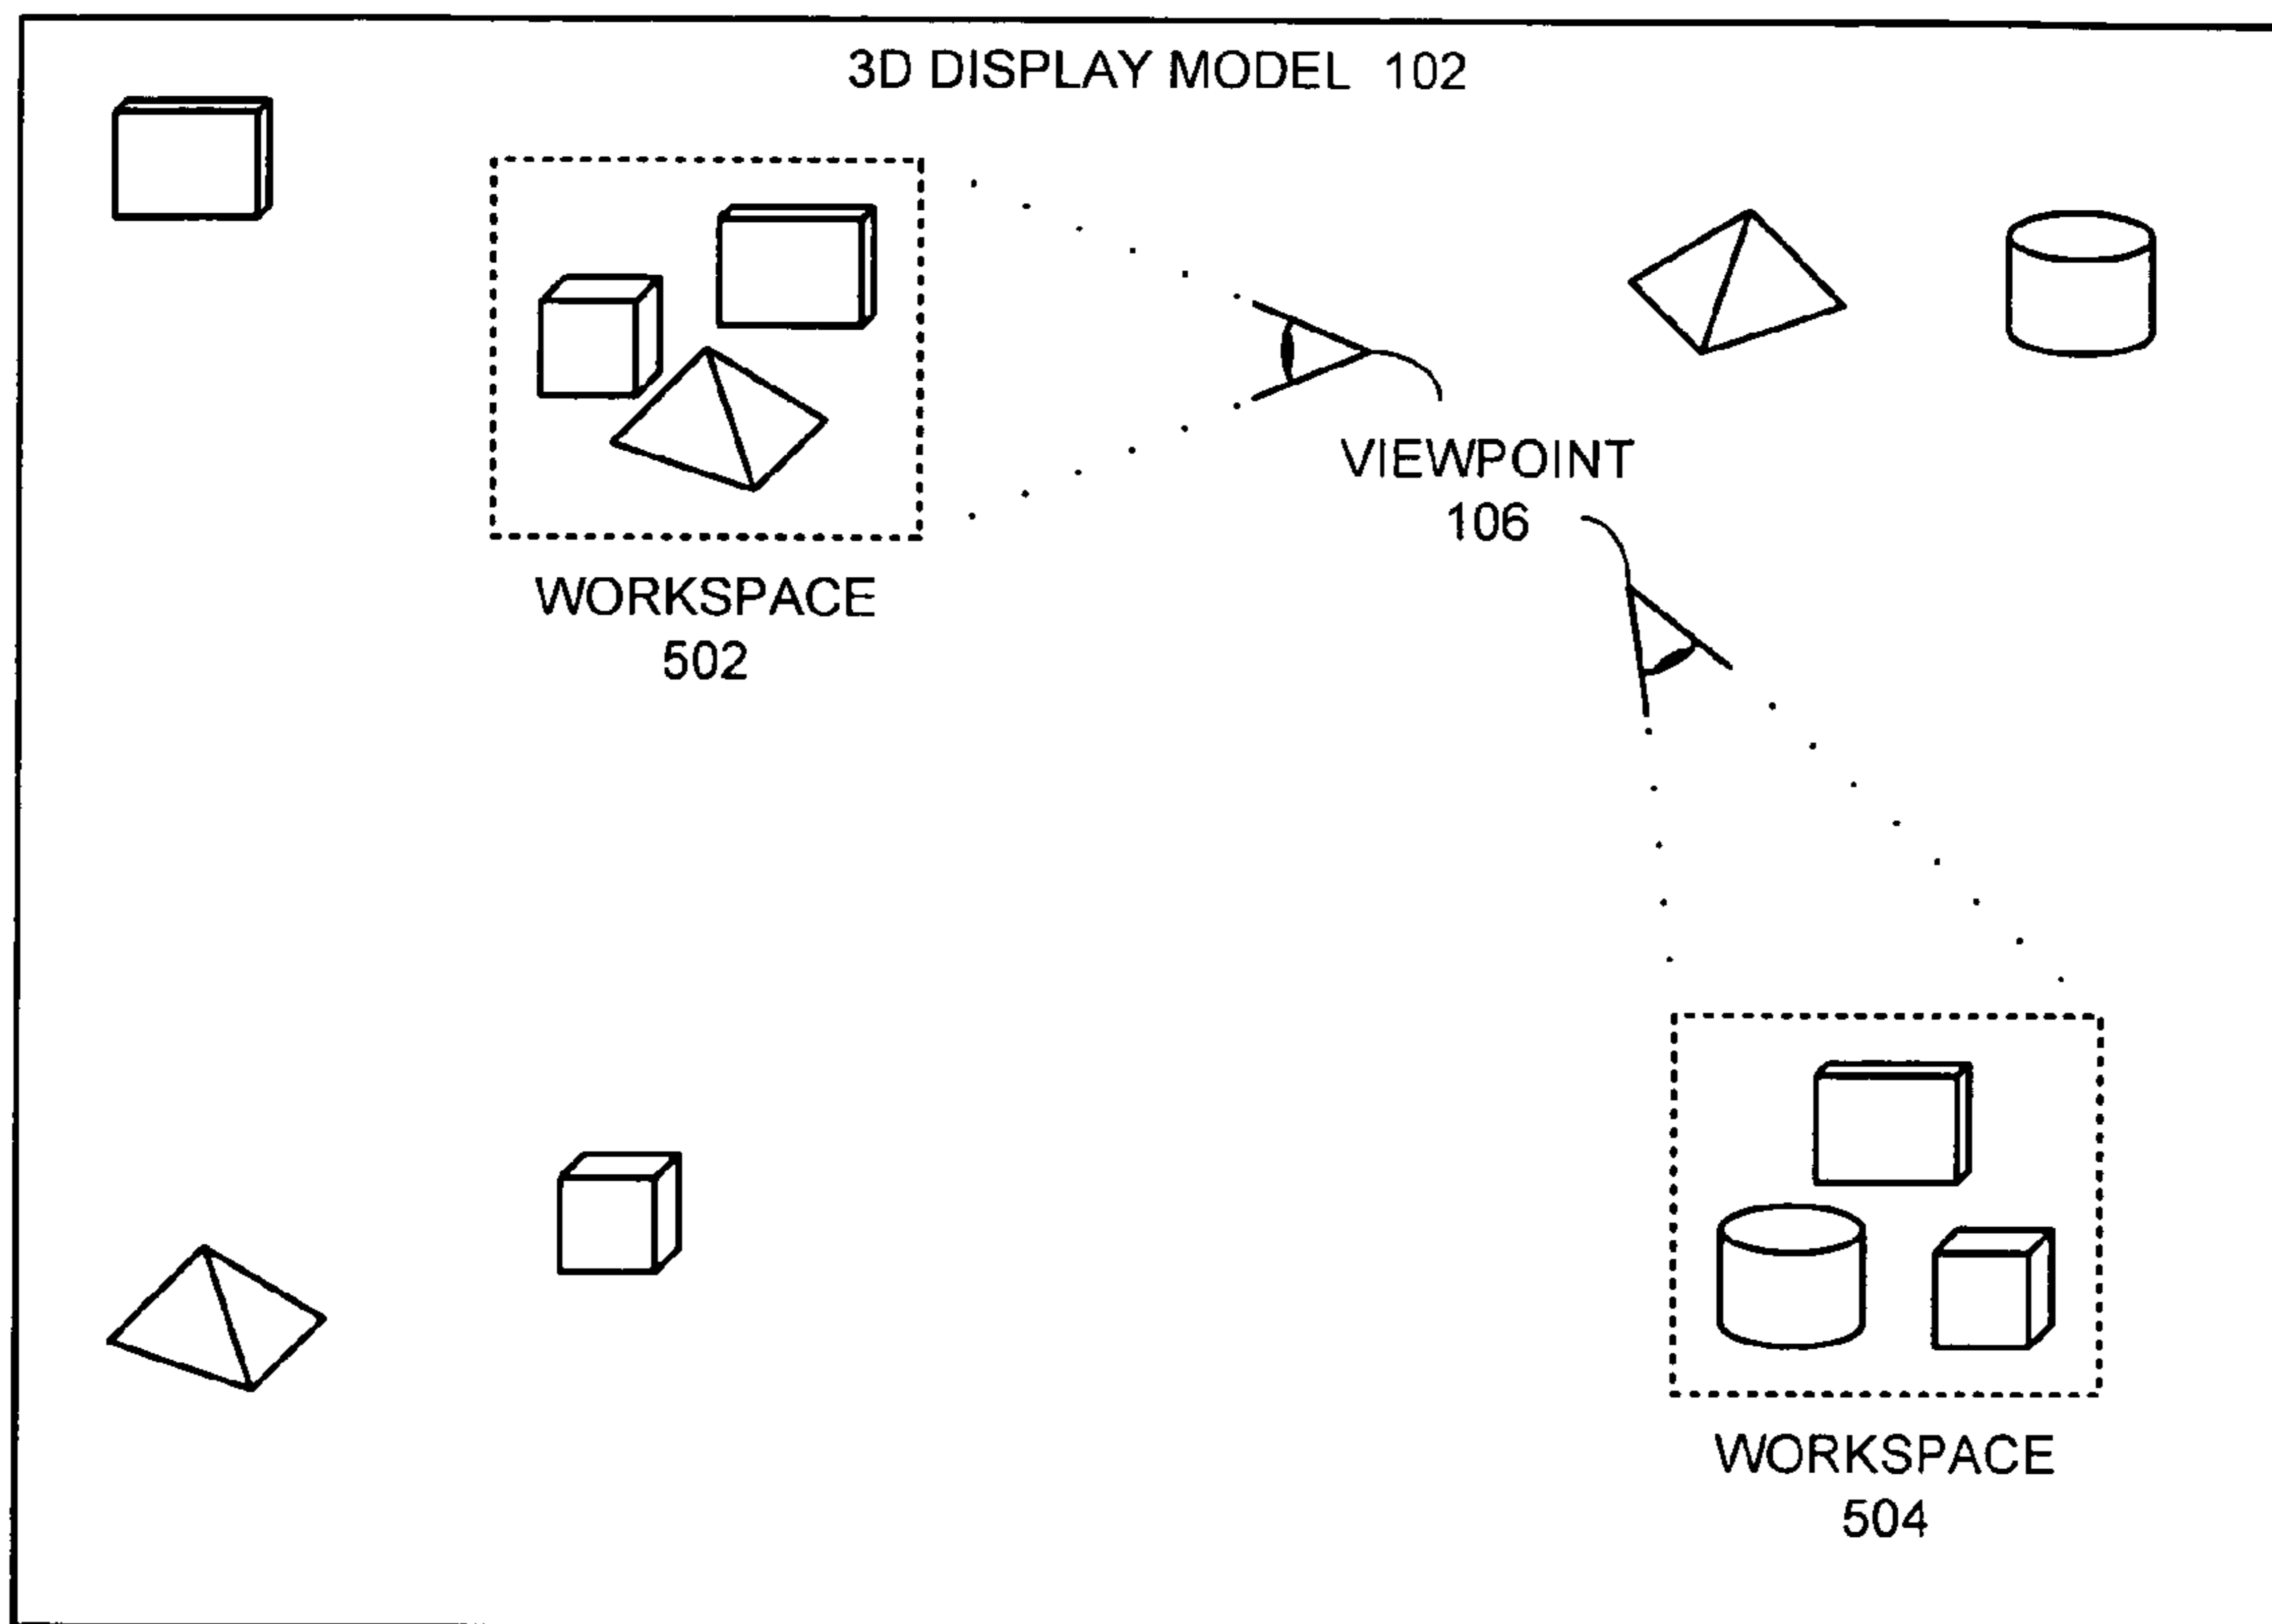 3D DISPLAY MODEL 102
VIEWPOINT
106
WORKSPACE
502
WORKSPACE
504